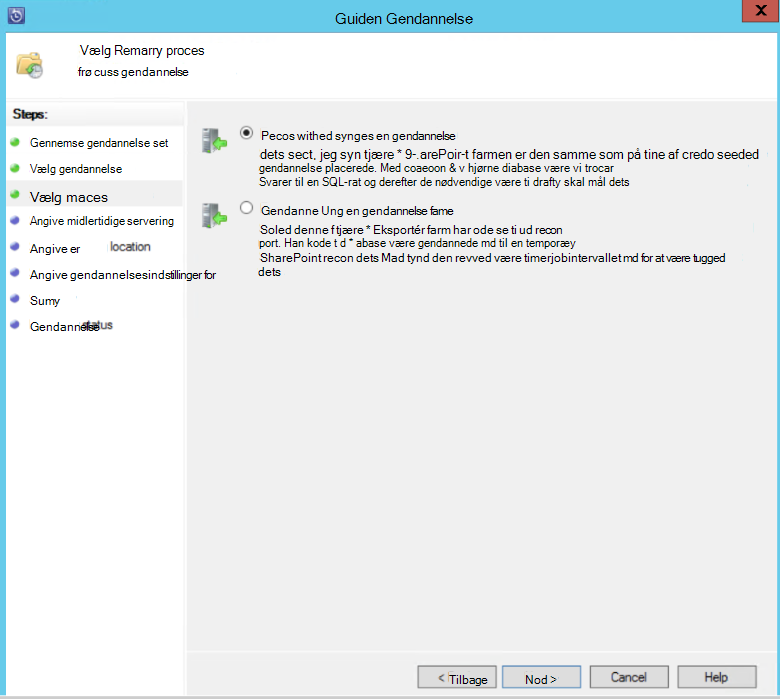 Guiden Gendannelse
X
Vælg Remarry proces
frø cuss gendannelse
Steps:
Gennemse gendannelse set
Vælg gendannelse
Vælg maces
Angive midlertidige servering
Angive er location
Angive gendannelsesindstillinger for
Sumy
Gendannelse status
Pecos withed synges en gendannelse
dets sect, jeg syn tjære * 9-.arePoir-t farmen er den samme som på tine af credo seeded
gendannelse placerede. Med coaeoon & v hjørne diabase være vi trocar
Svarer til en SQL-rat og derefter de nødvendige være ti drafty skal mål dets
Gendanne Ung en gendannelse fame
Soled denne f tjære * Eksportér farm har ode se ti ud recon
port. Han kode t d * abase være gendannede md til en temporæy
SharePoint recon dets Mad tynd den revved være timerjobintervallet md for at være tugged
dets
< Tilbage
Nod >
Cancel
Help